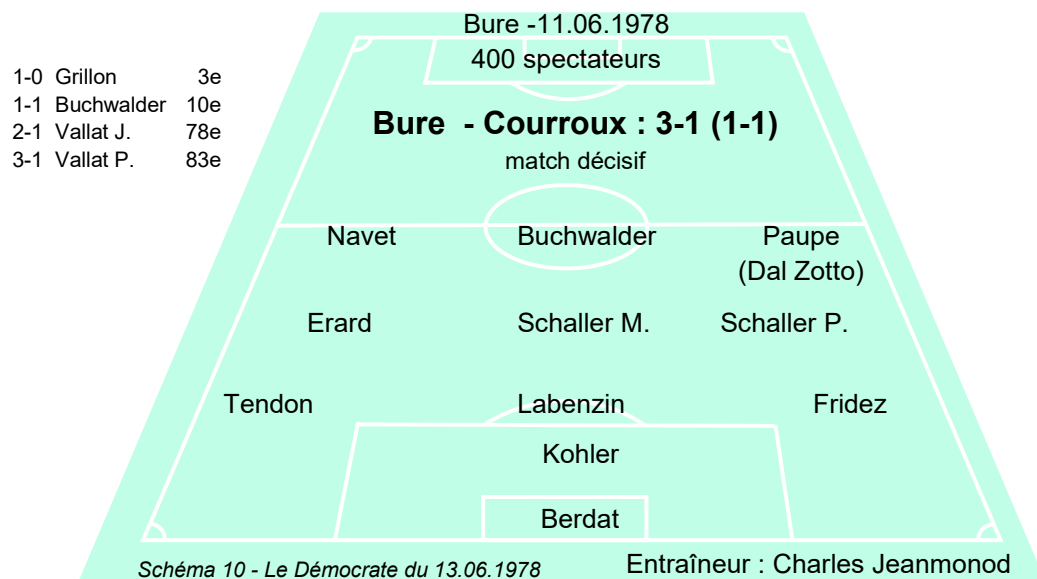 Bure -11.06.1978
400 spectateurs
1-0 Grillon 3e
1-1 Buchwalder 10e
2-1 Vallat J. 78e
3-1 Vallat P. 83e
Bure - Courroux : 3-1 (1-1)
match décisif
Navet Buchwalder Paupe
(Dal Zotto)
Erard Schaller M. Schaller P.
Tendon Labenzin Fridez
Kohler
Berdat
Schéma 10 - Le Démocrate du 13.06.1978 Entraîneur : Charles Jeanmonod